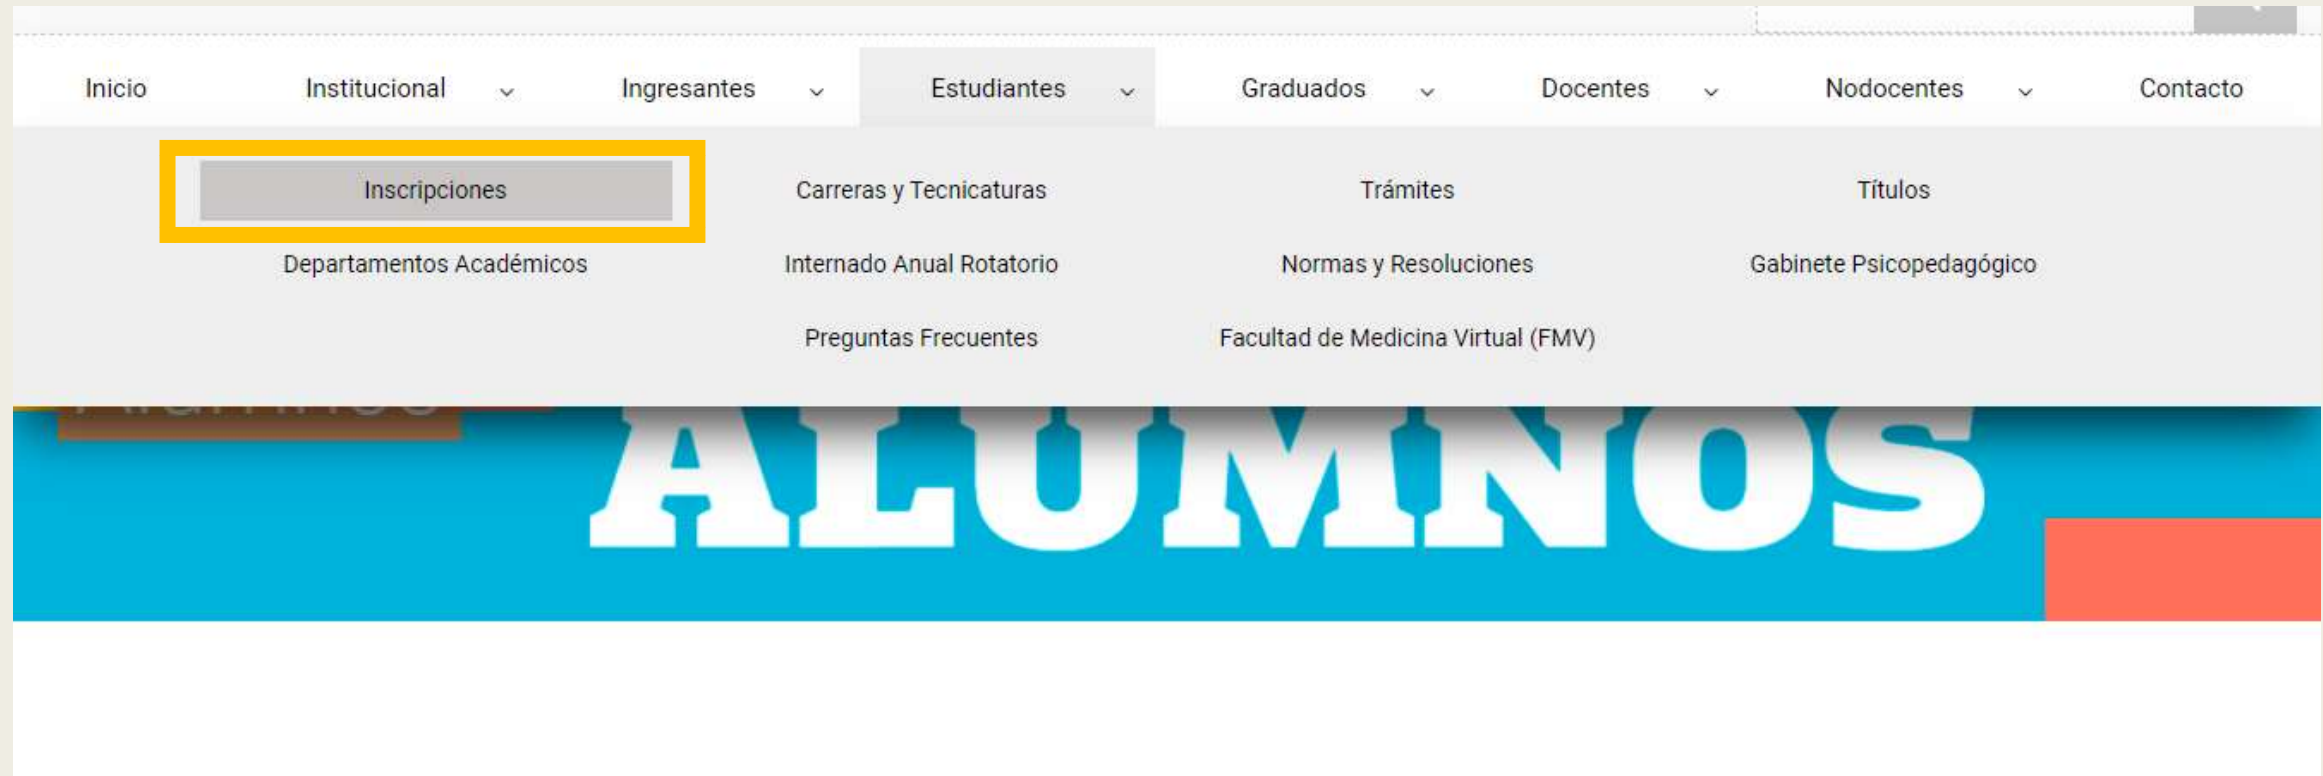 Inicio Institucional Ingresantes Estudiantes Graduados Docentes Nodocentes Contacto
Inscripciones Carreras y Tecnicaturas Trámites Títulos
Departamentos Académicos Internado Anual Rotatorio Normas y Resoluciones Gabinete Psicopedagógico
Preguntas Frecuentes Facultad de Medicina Virtual (FMV)
Alumnos
ALUMNOS